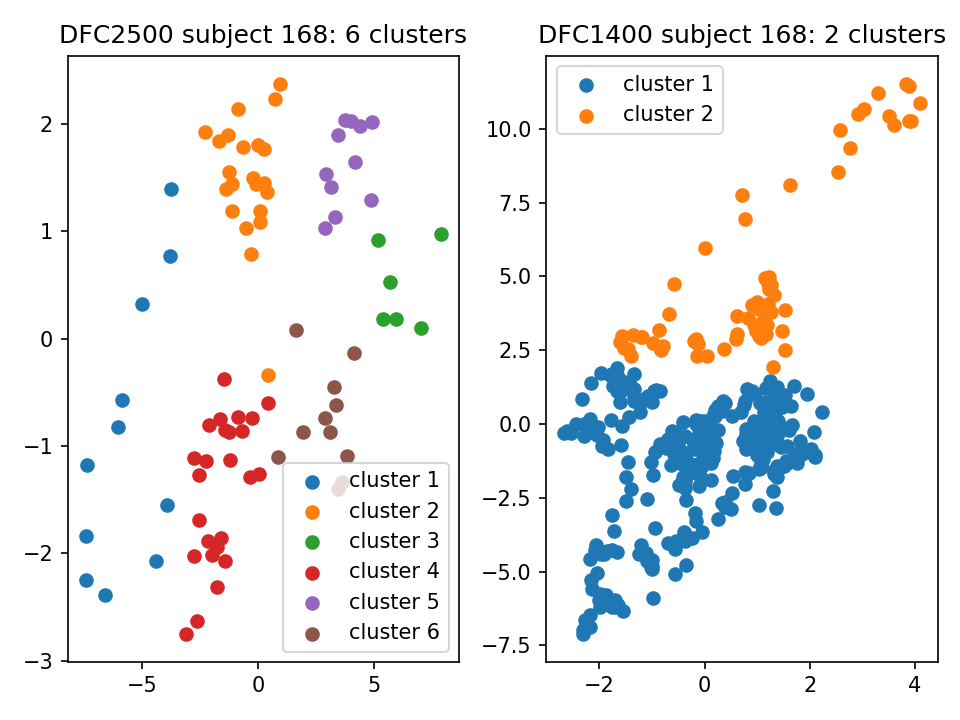 DFC2500 subject 168: 6 clusters
2
1
0
−1
−2
−3
−5
0
5
cluster 1
cluster 2
cluster 3
cluster 4
cluster 5
cluster 6
DFC1400 subject 168: 2 clusters
cluster 1
cluster 2
10.0
7.5
5.0
2.5
0.0
−2.5
−5.0
−7.5
−2
0
2
4